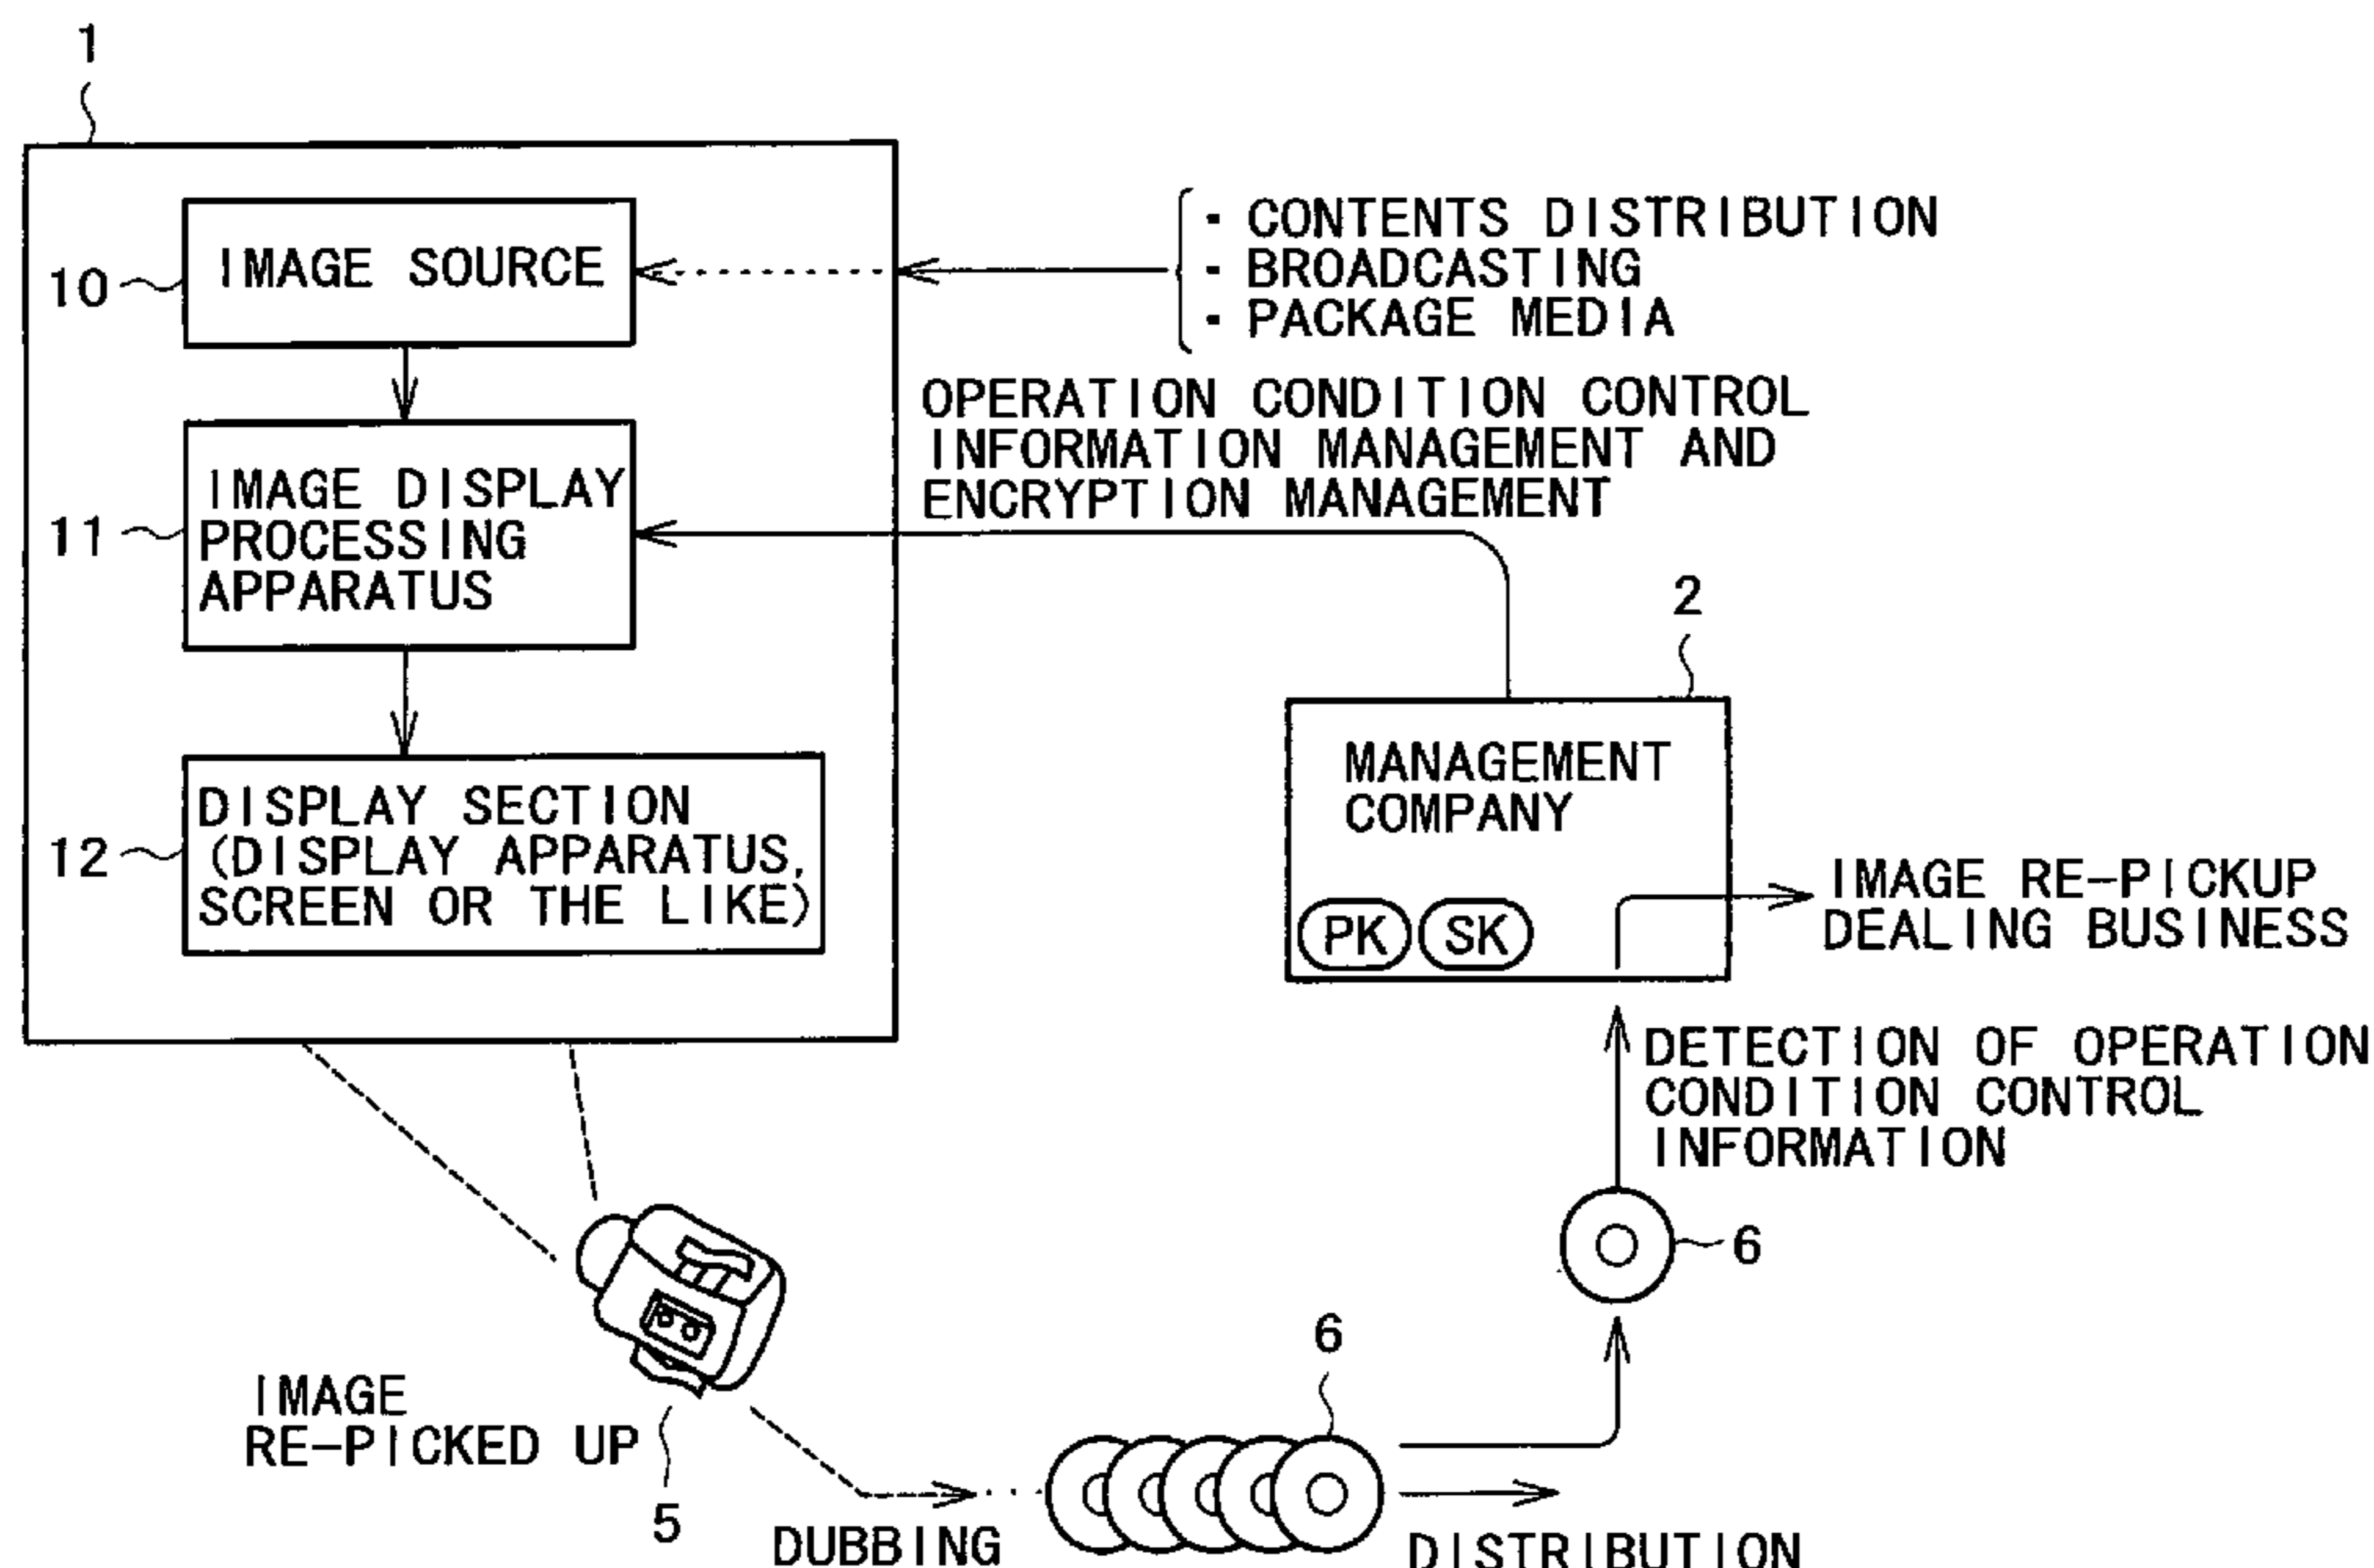 1
IMAGE SOURCE
10
· CONTENTS DISTRIBUTION
· BROADCASTING
· PACKAGE MEDIA
OPERATION CONDITION CONTROL
INFORMATION MANAGEMENT AND
ENCRYPTION MANAGEMENT
IMAGE DISPLAY
PROCESSING
APPARATUS
11
2
MANAGEMENT
COMPANY
PK
SK
DISPLAY SECTION
(DISPLAY APPARATUS,
SCREEN OR THE LIKE)
12
IMAGE RE-PICKUP
DEALING BUSINESS
DETECTION OF OPERATION
CONDITION CONTROL
INFORMATION
6
6
IMAGE
RE-PICKED UP
5
DUBBING
DISTRIBUTION